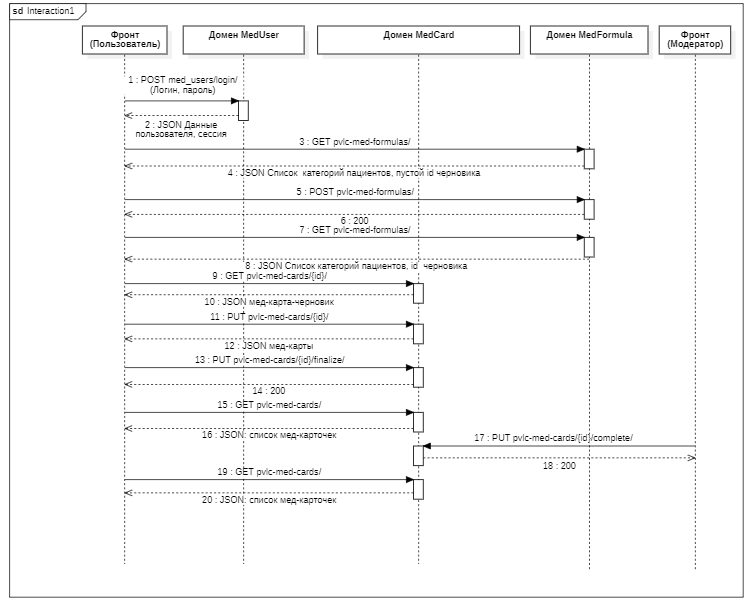 sd Interaction1
Фронт
(Пользователь)
Домен MedUser
Домен MedCard
Домен MedFormula
Фронт
(Модератор)
1 : POST med_users/login/
(Логин, пароль)
2 : JSON Данные
пользователя, сессия
3 : GET pvlc-med-formulas/
4 : JSON Список категорий пациентов, пустой id черновика
5 : POST pvlc-med-formulas/
6 : 200
7 : GET pvlc-med-formulas/
8 : JSON Список категорий пациентов, id черновика
9 : GET pvlc-med-cards/{id}/
10 : JSON мед-карта-черновик
11 : PUT pvlc-med-cards/{id}/
12 : JSON мед-карты
13 : PUT pvlc-med-cards/{id}/finalize/
14 : 200
15 : GET pvlc-med-cards/
16 : JSON: список мед-карточек
17 : PUT pvlc-med-cards/{id}/complete/
18 : 200
19 : GET pvlc-med-cards/
20 : JSON: список мед-карточек